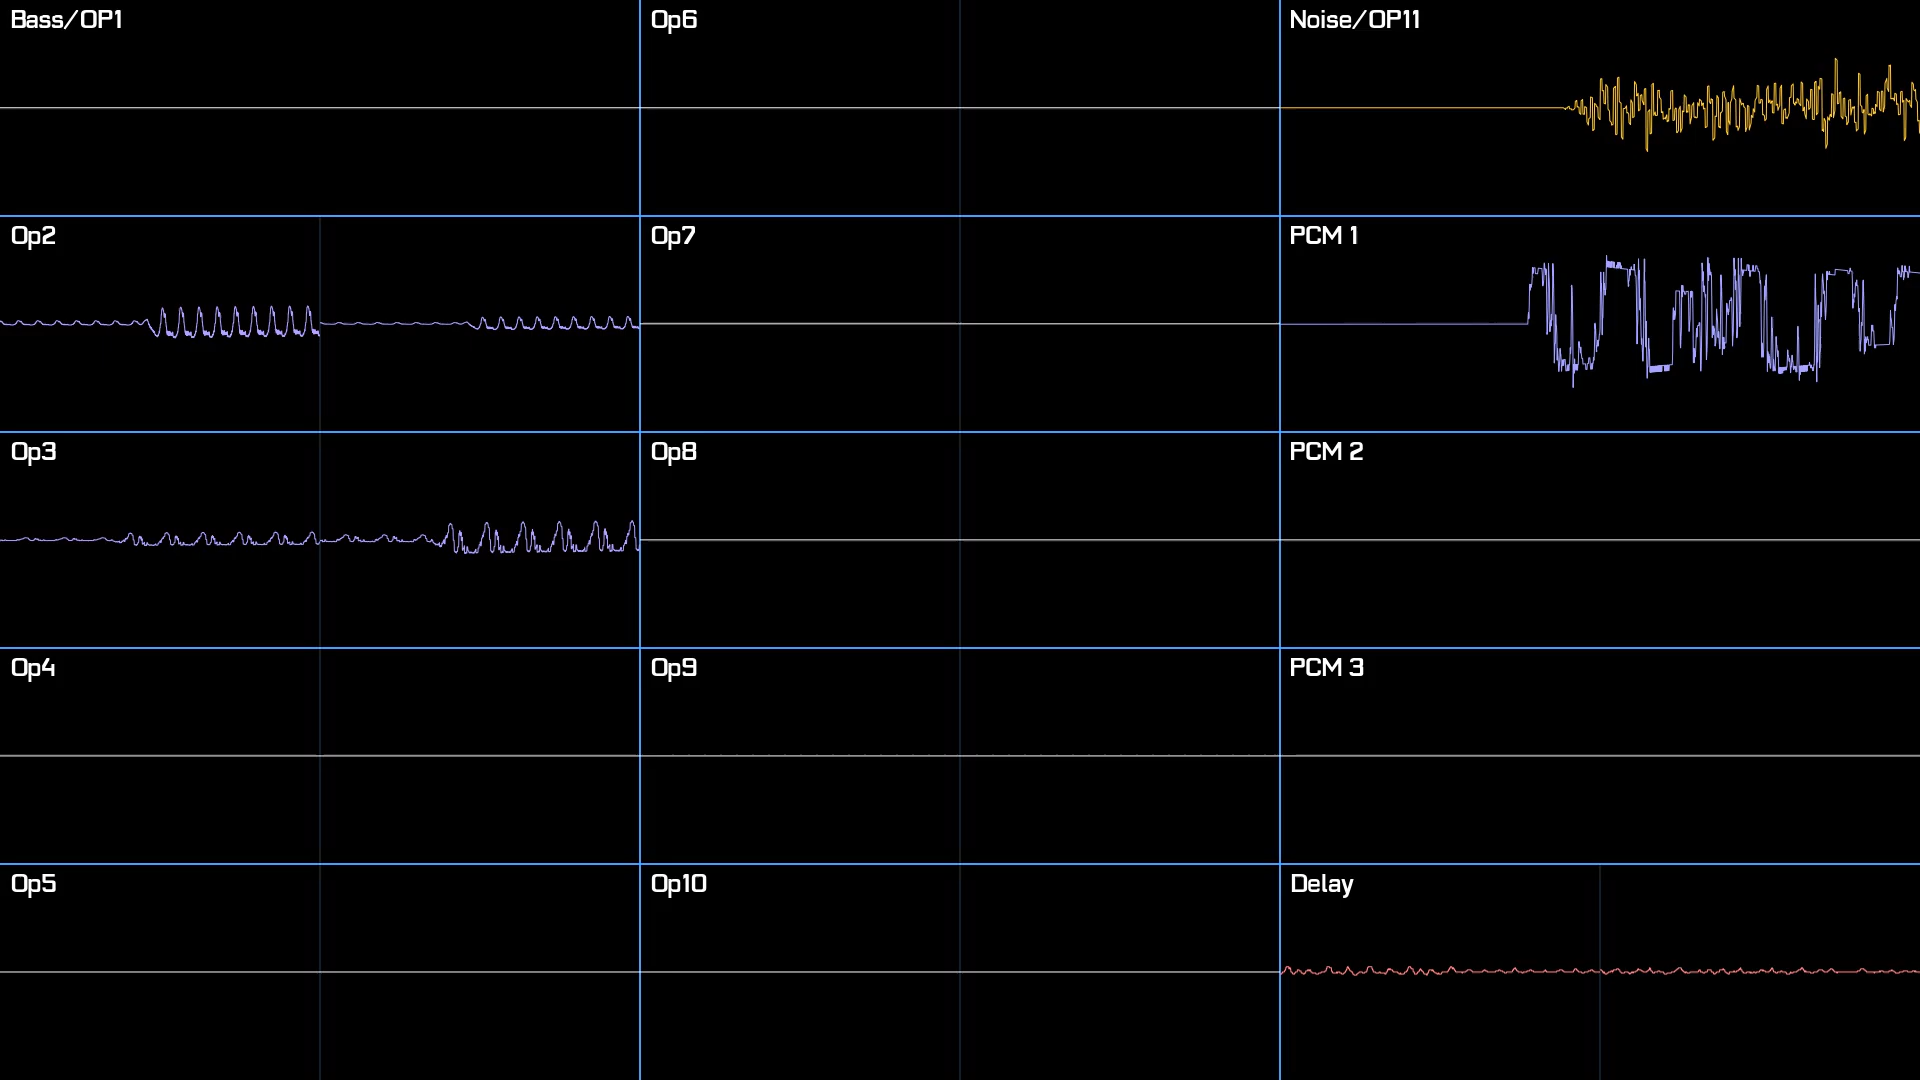 Bass/OP1
Op6
Noise/OP11
Op2
Op7
PCM 1
Op3
Op8
PCM 2
Op4
Op9
PCM 3
Op5
Op10
Delay